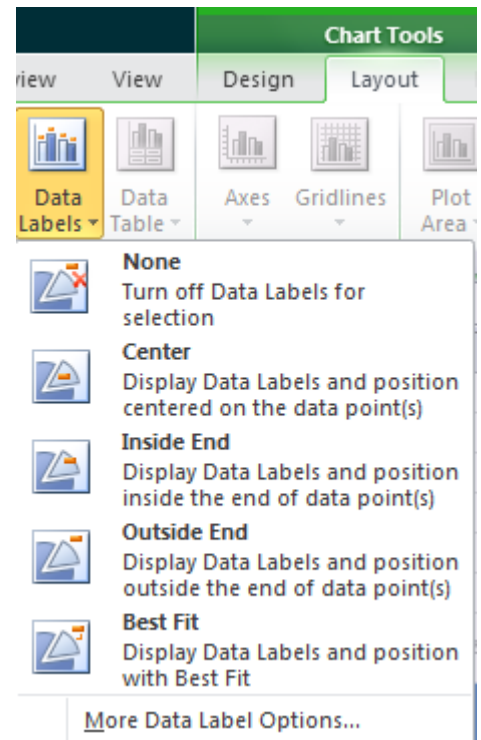 Chart Tools
view View Design Layout
Data Labels Data Table Axes Gridlines Plot Area
None
Turn off Data Labels for
selection
Center
Display Data Labels and position
centered on the data point(s)
Inside End
Display Data Labels and position
inside the end of data point(s)
Outside End
Display Data Labels and position
outside the end of data point(s)
Best Fit
Display Data Labels and position
with Best Fit
More Data Label Options...